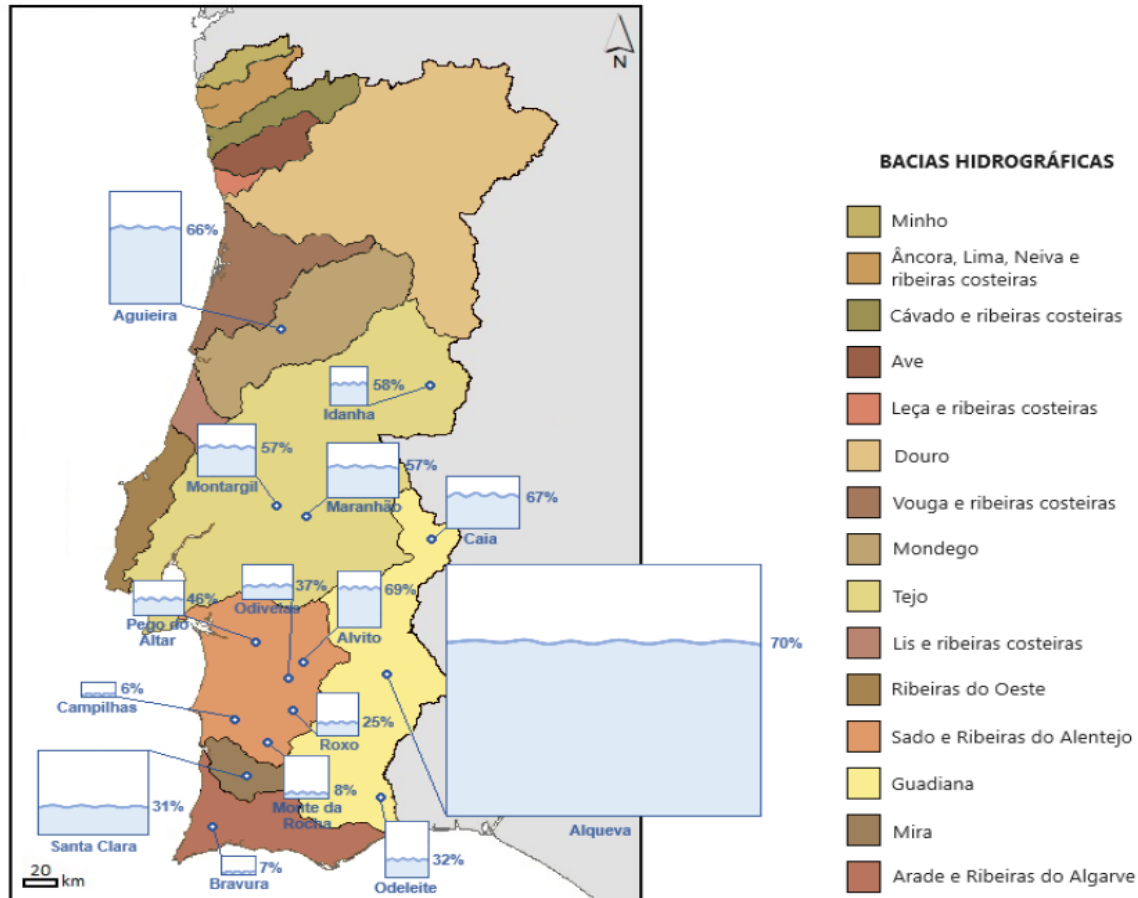 N
66%
Aguieira
58%
Idanha
57%
Montargil
57%
Maranhão
67%
Caia
37%
Odivelas
69%
Alvito
46%
Pego do
Altar
70%
Alqueva
6%
Campilhas
25%
Roxo
31%
Santa Clara
8%
Monte da
Rocha
7%
Bravura
32%
Odeleite
20
km
BACIAS HIDROGRÁFICAS
Minho
Âncora, Lima, Neiva e
ribeiras costeiras
Cávado e ribeiras costeiras
Ave
Leça e ribeiras costeiras
Douro
Vouga e ribeiras costeiras
Mondego
Tejo
Lis e ribeiras costeiras
Ribeiras do Oeste
Sado e Ribeiras do Alentejo
Guadiana
Mira
Arade e Ribeiras do Algarve